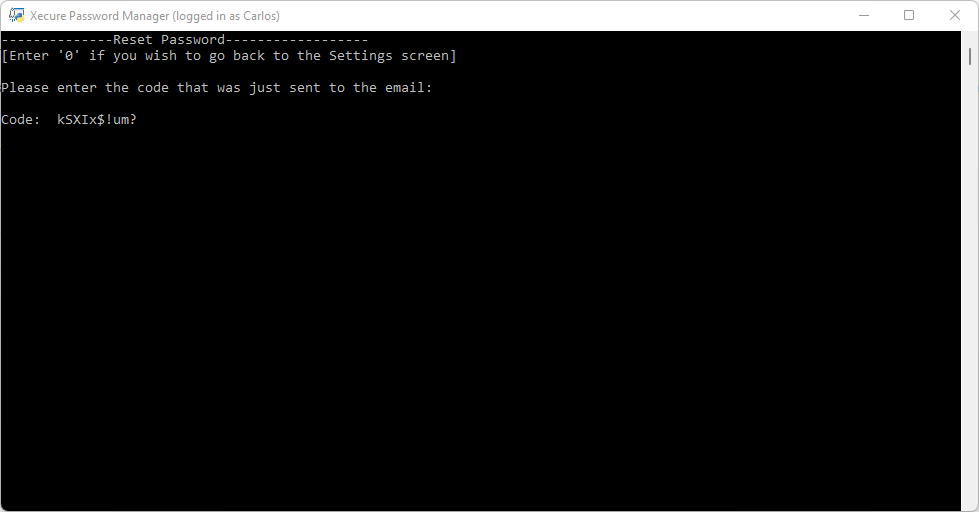 Xecure Password Manager (logged in as Carlos)
--------------Reset Password------------------
[Enter '0' if you wish to go back to the Settings screen]
Please enter the code that was just sent to the email:
Code:  kSXIx$!um?